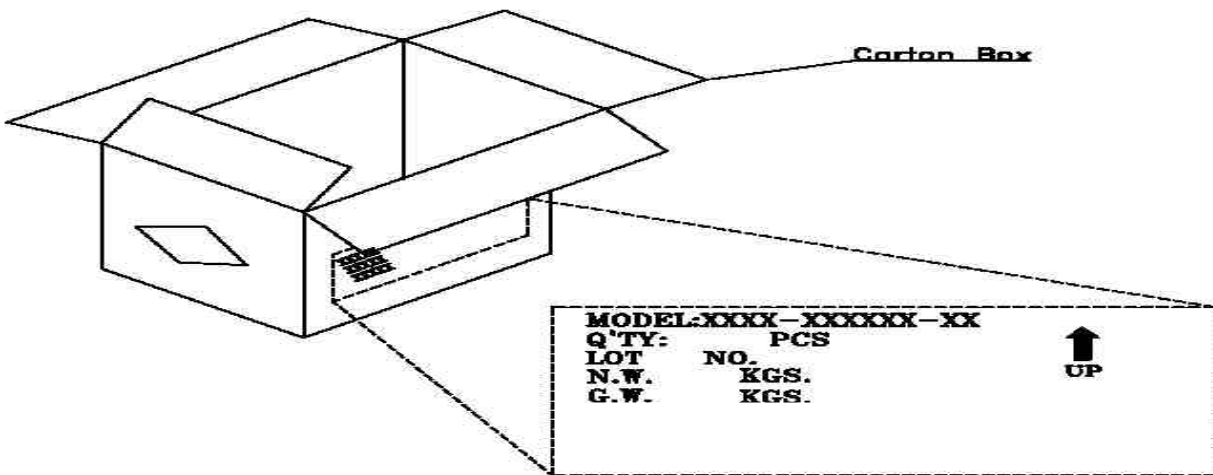 Carton Box
MODEL:XXXX-XXXXXX-XX
Q'TY: PCS
LOT NO.
N.W. KGS.
G.W. KGS.
UP